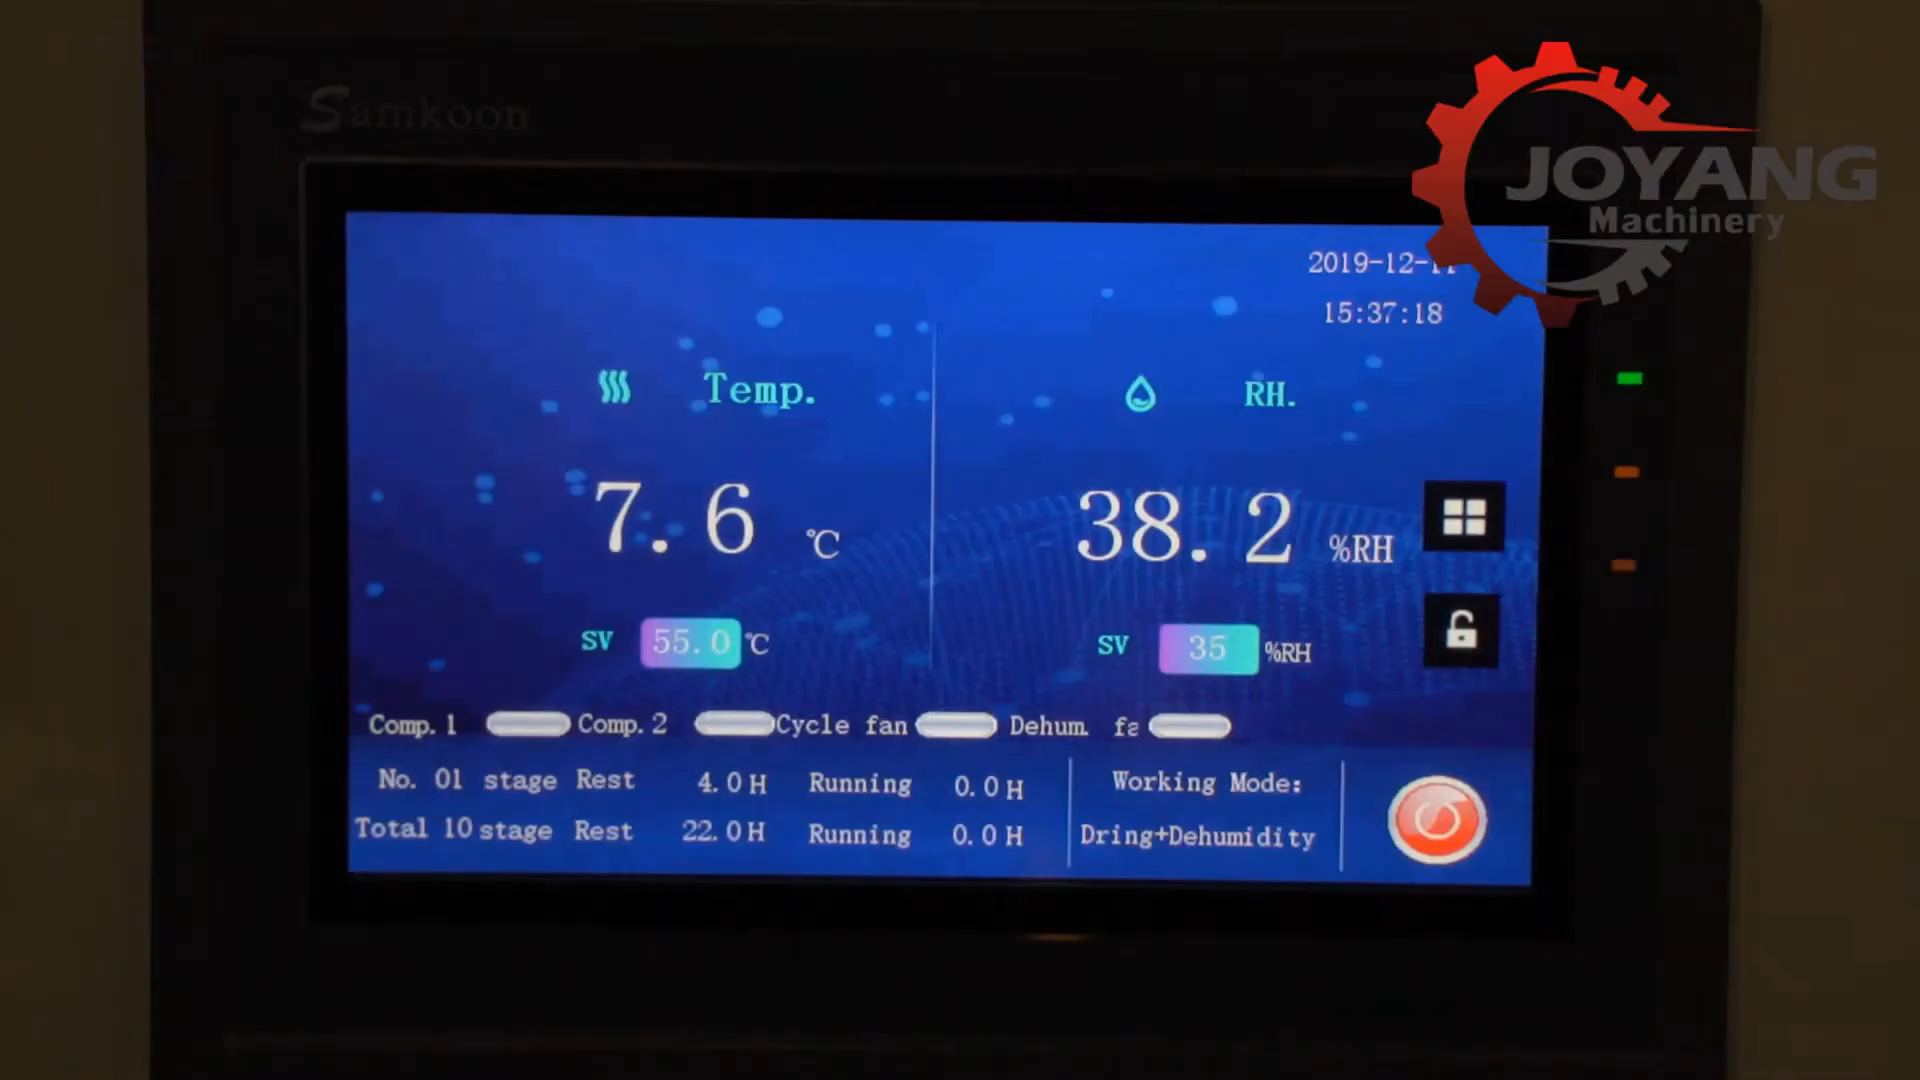 Samkoon
JOYANG
Machinery
2019-12-11
15:37:18
Temp.
RH.
7.6 ℃
38.2 %RH
SV 55.0 ℃
SV 35 %RH
Comp.1 Comp.2 Cycle fan Dehum. fa
No. 01 stage Rest 4.0 H Running 0.0 H
Total 10 stage Rest 22.0 H Running 0.0 H
Working Mode:
Dring+Dehumidity